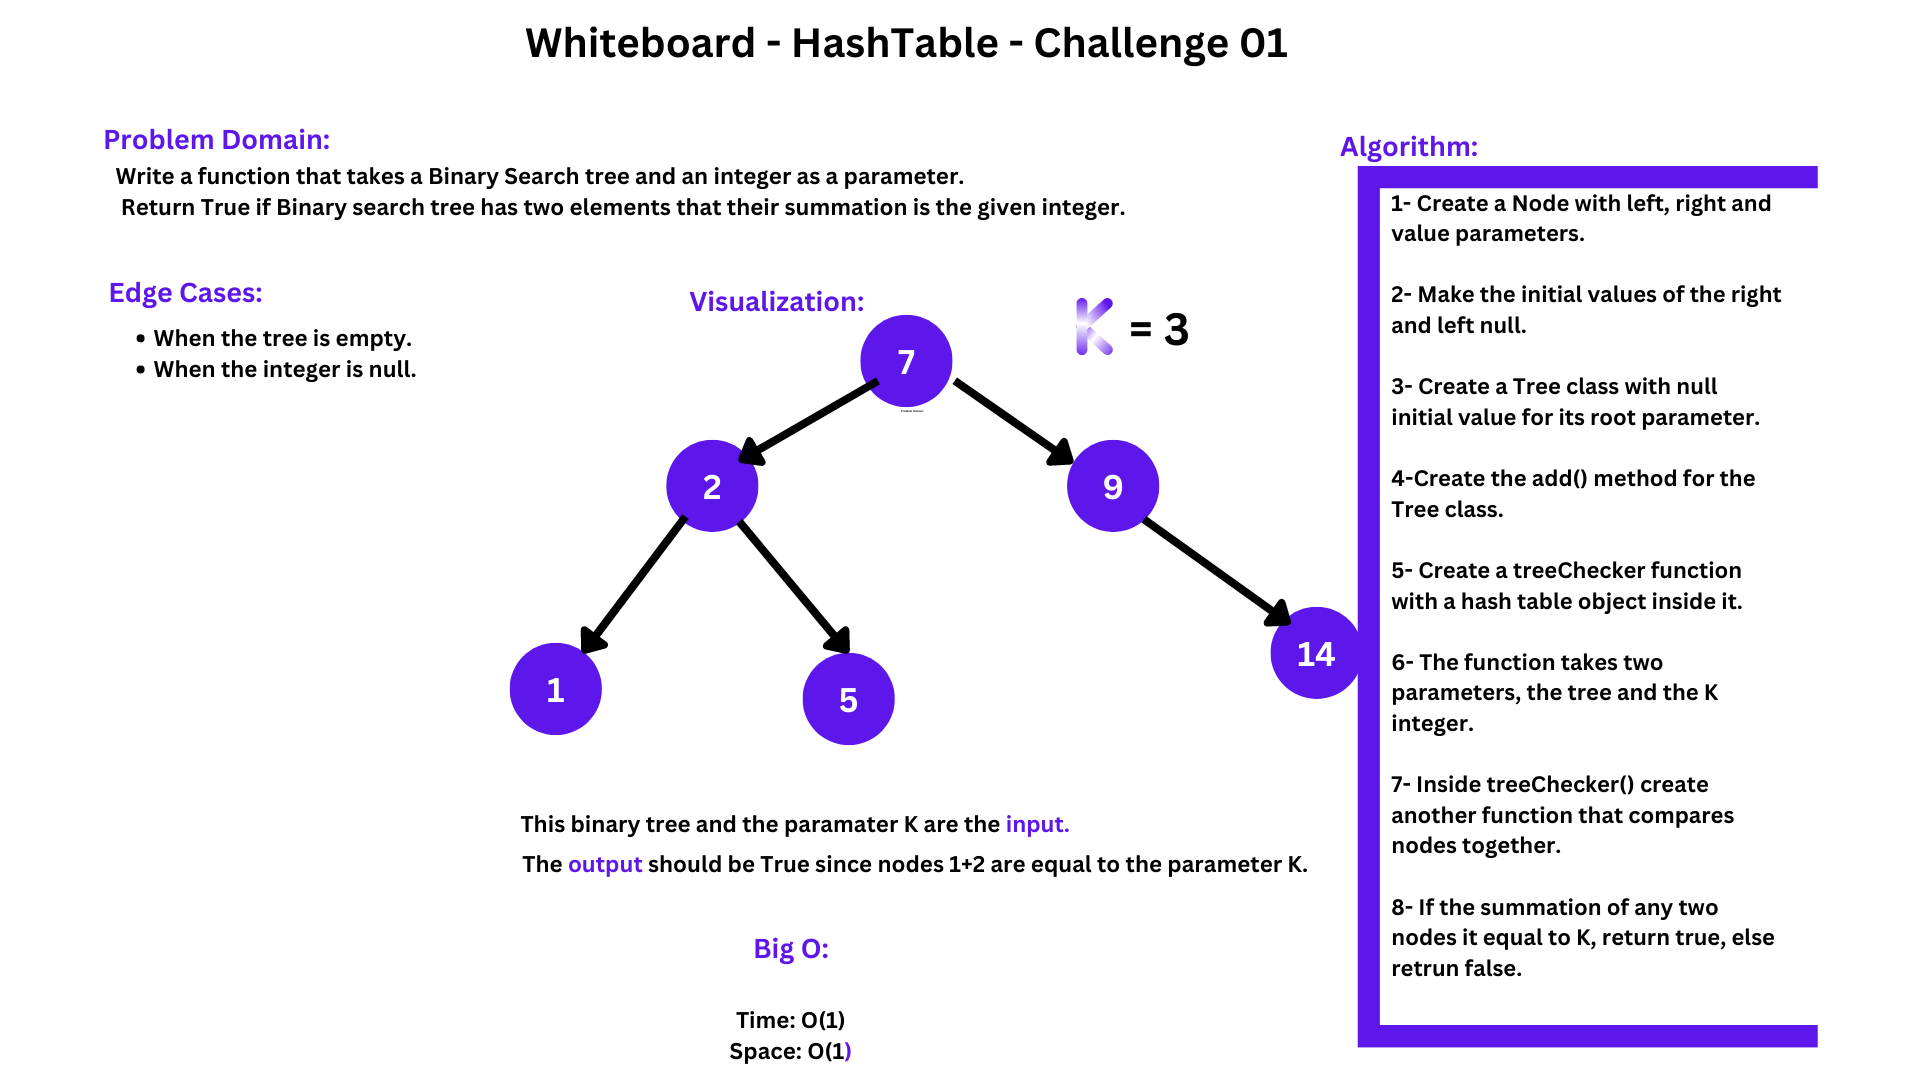 Whiteboard - HashTable - Challenge 01
Problem Domain:
Write a function that takes a Binary Search tree and an integer as a parameter.
Return True if Binary search tree has two elements that their summation is the given integer.
Edge Cases:
• When the tree is empty.
• When the integer is null.
Visualization:
K = 3
7
2
9
1
5
14
This binary tree and the paramater K are the input.
The output should be True since nodes 1+2 are equal to the parameter K.
Big O:
Time: O(1)
Space: O(1)
Algorithm:
1- Create a Node with left, right and
value parameters.
2- Make the initial values of the right
and left null.
3- Create a Tree class with null
initial value for its root parameter.
4-Create the add() method for the
Tree class.
5- Create a treeChecker function
with a hash table object inside it.
6- The function takes two
parameters, the tree and the K
integer.
7- Inside treeChecker() create
another function that compares
nodes together.
8- If the summation of any two
nodes it equal to K, return true, else
retrun false.